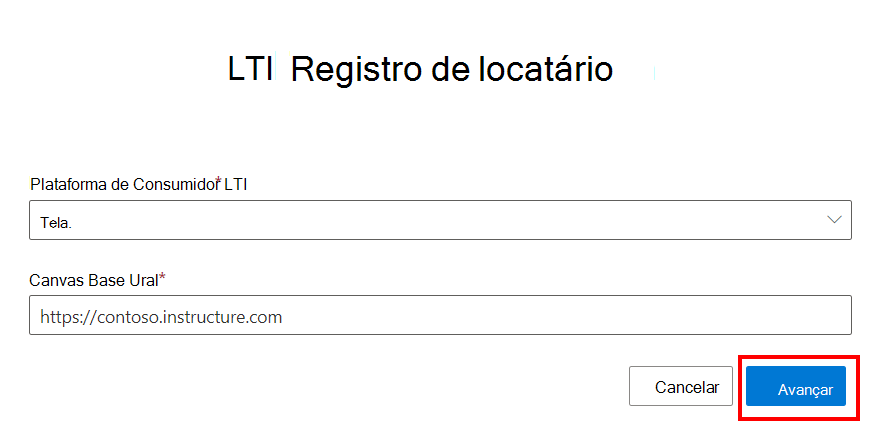 LTI Registro de locatário
Plataforma de Consumidor* LTI
Tela.
Canvas Base Ural*
https://contoso.instructure.com
Cancelar
Avançar